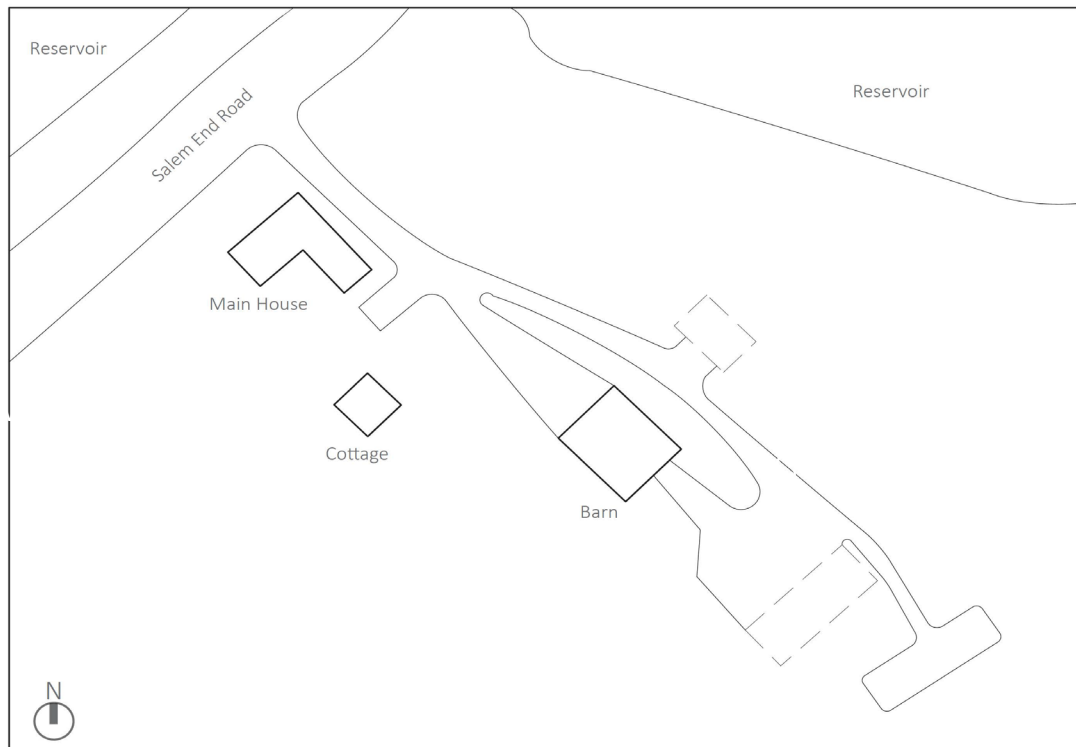 Reservoir
Reservoir
Salem End Road
Main House
Cottage
Barn
N